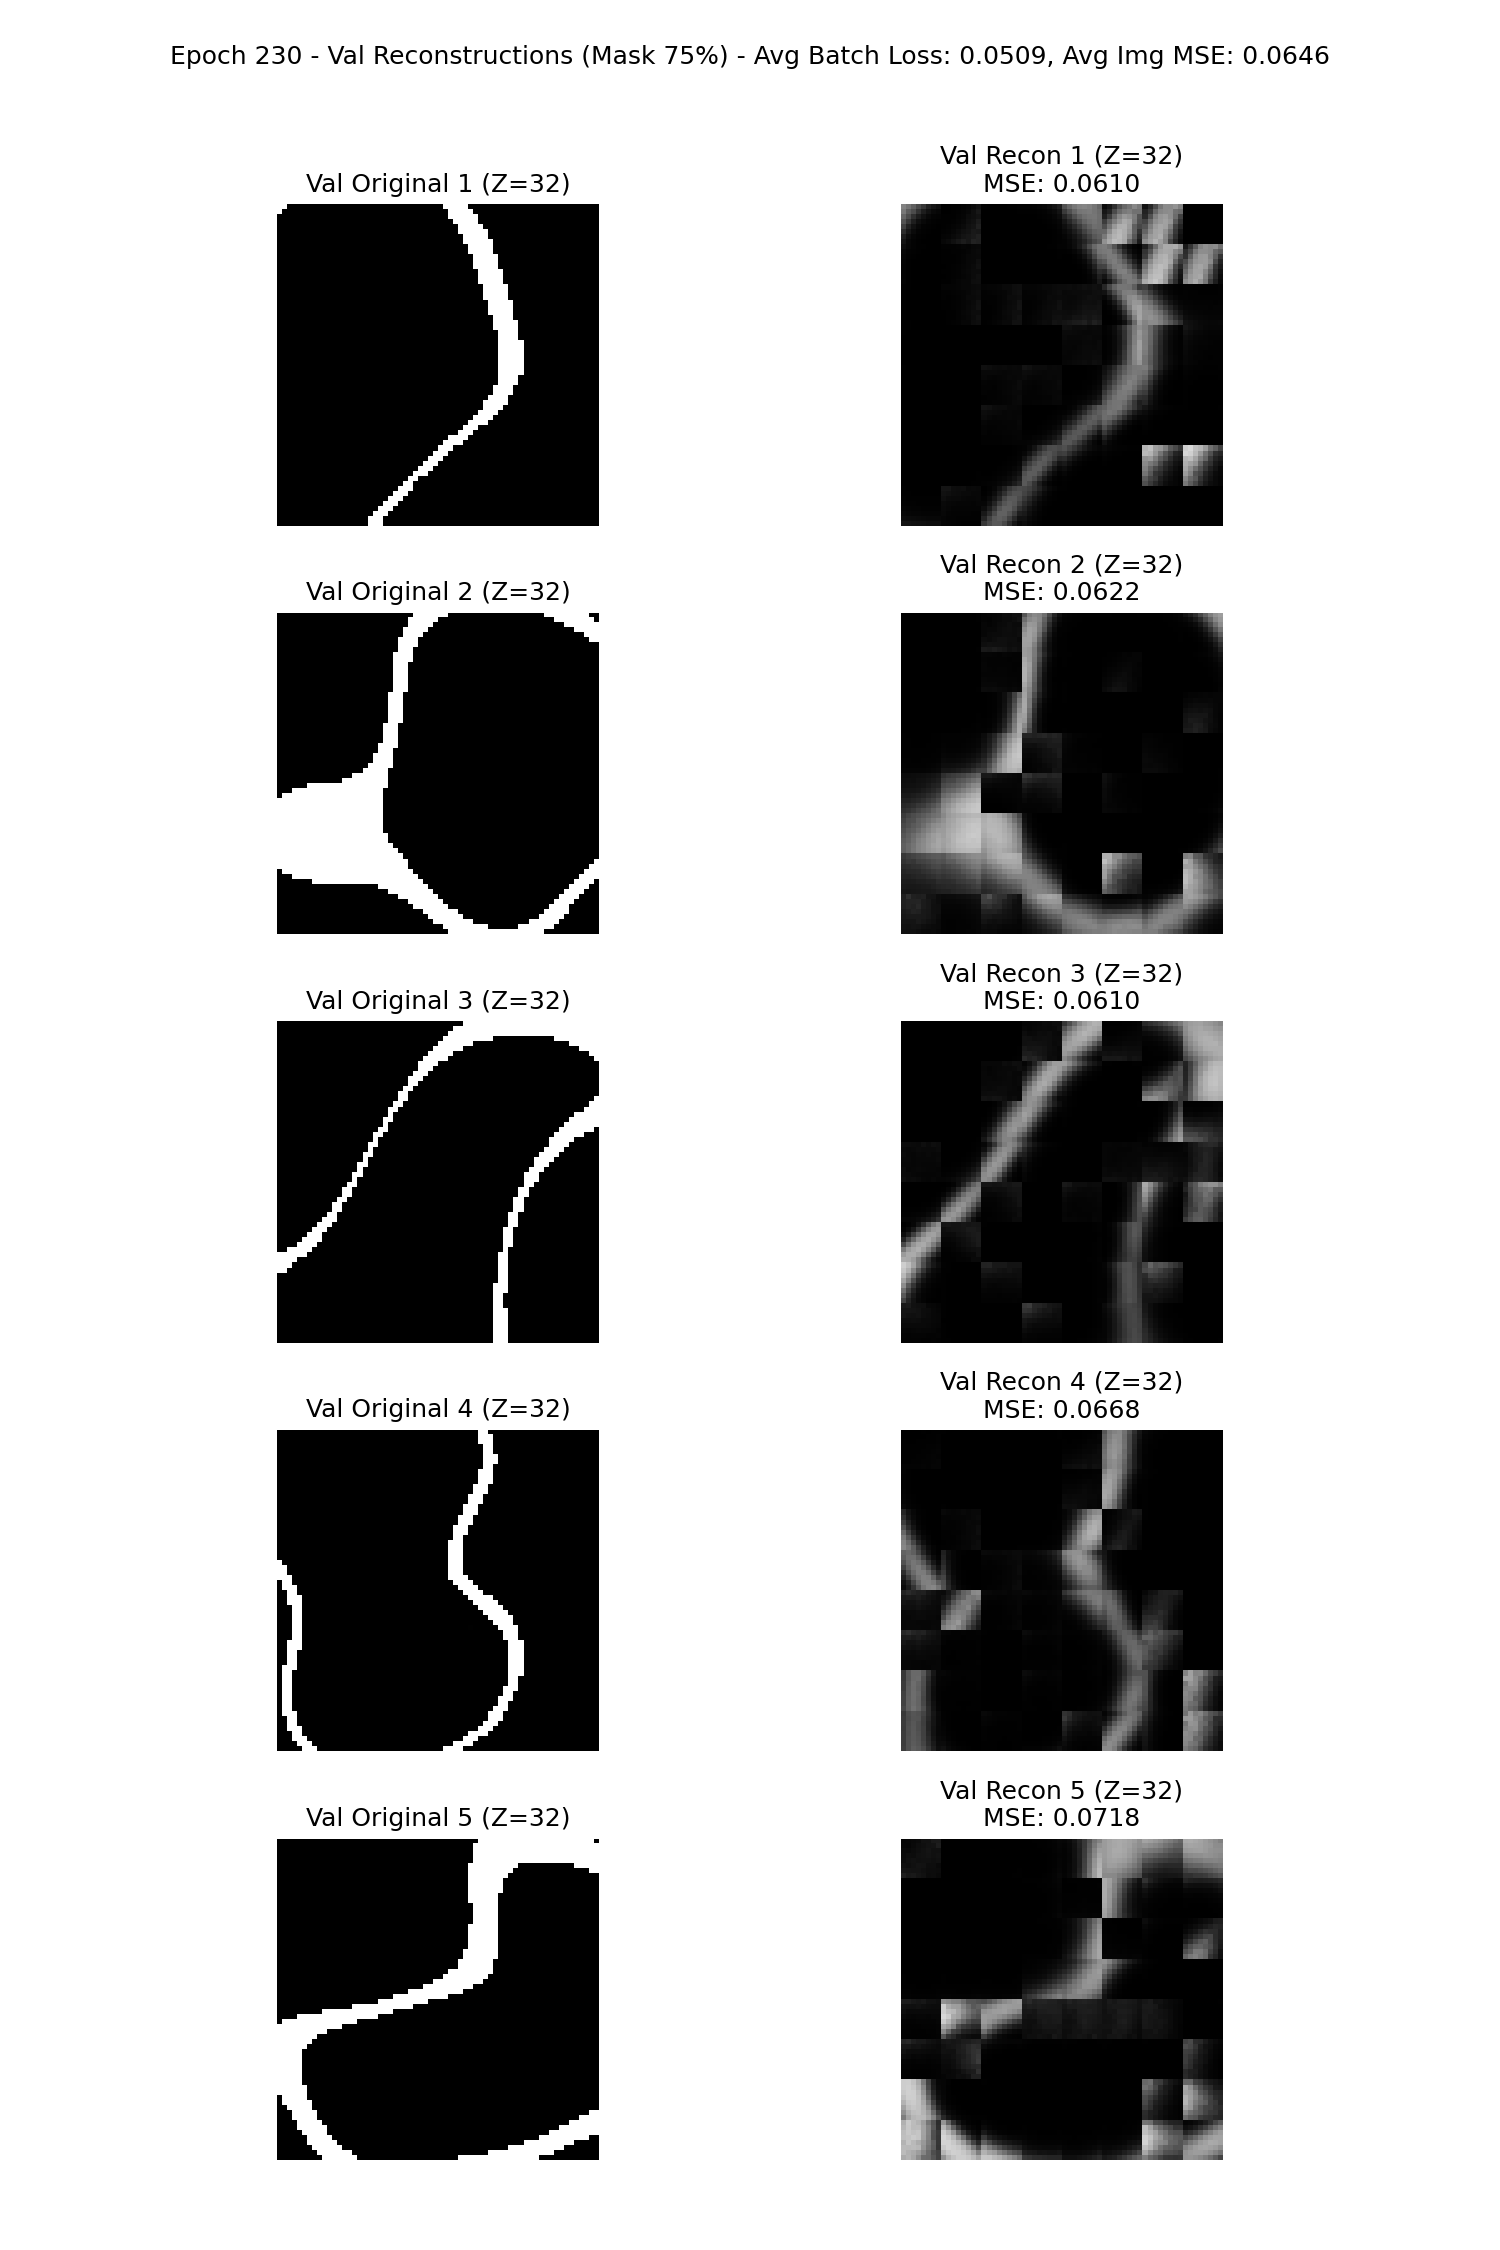 Epoch 230 - Val Reconstructions (Mask 75%) - Avg Batch Loss: 0.0509, Avg Img MSE: 0.0646
Val Original 1 (Z=32)
Val Recon 1 (Z=32)
MSE: 0.0610
Val Original 2 (Z=32)
Val Recon 2 (Z=32)
MSE: 0.0622
Val Original 3 (Z=32)
Val Recon 3 (Z=32)
MSE: 0.0610
Val Original 4 (Z=32)
Val Recon 4 (Z=32)
MSE: 0.0668
Val Original 5 (Z=32)
Val Recon 5 (Z=32)
MSE: 0.0718